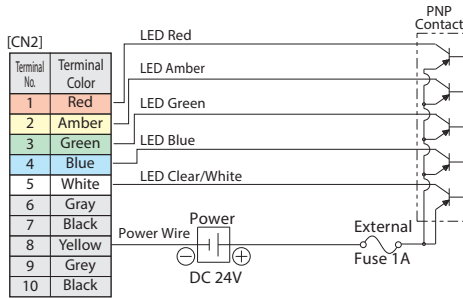 PNP
Contact
[CN2]
LED Red
Terminal No. Terminal Color
LED Amber
1 Red
LED Green
2 Amber
3 Green
LED Blue
4 Blue
LED Clear/White
5 White
6 Gray
7 Black
Power
External
8 Yellow
Power Wire
Fuse 1A
9 Grey
DC 24V
10 Black